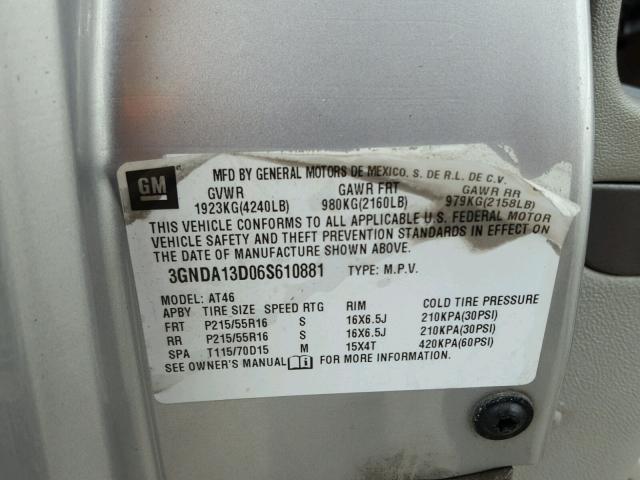 GM
MFD BY GENERAL MOTORS DE MEXICO, S. DE R.L. DE C.V.
GVWR GAWR FRT GAWR RR
1923KG(4240LB) 980KG(2160LB) 979KG(2158LB)
THIS VEHICLE CONFORMS TO ALL APPLICABLE U.S. FEDERAL MOTOR
VEHICLE SAFETY AND THEFT PREVENTION STANDARDS IN EFFECT ON
THE DATE OF MANUFACTURE SHOWN ABOVE.
3GNDA13D06S610881 TYPE: M.P.V.
MODEL: AT46
APBY TIRE SIZE SPEED RTG RIM COLD TIRE PRESSURE
FRT P215/55R16 S 16X6.5J 210KPA(30PSI)
RR P215/55R16 S 16X6.5J 210KPA(30PSI)
SPA T115/70D15 M 15X4T 420KPA(60PSI)
SEE OWNER'S MANUAL FOR MORE INFORMATION.